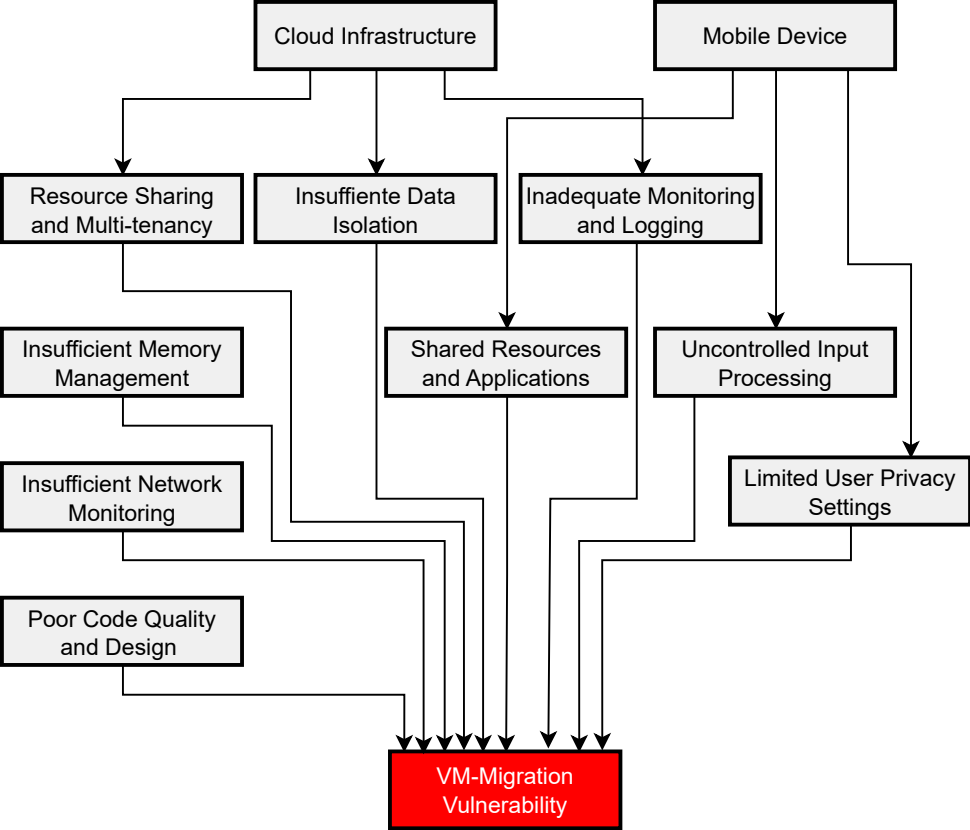 Cloud Infrastructure
Mobile Device
Resource Sharing
and Multi-tenancy
Insuffiente Data
Isolation
Inadequate Monitoring
and Logging
Insufficient Memory
Management
Shared Resources
and Applications
Uncontrolled Input
Processing
Insufficient Network
Monitoring
Limited User Privacy
Settings
Poor Code Quality
and Design
VM-Migration
Vulnerability